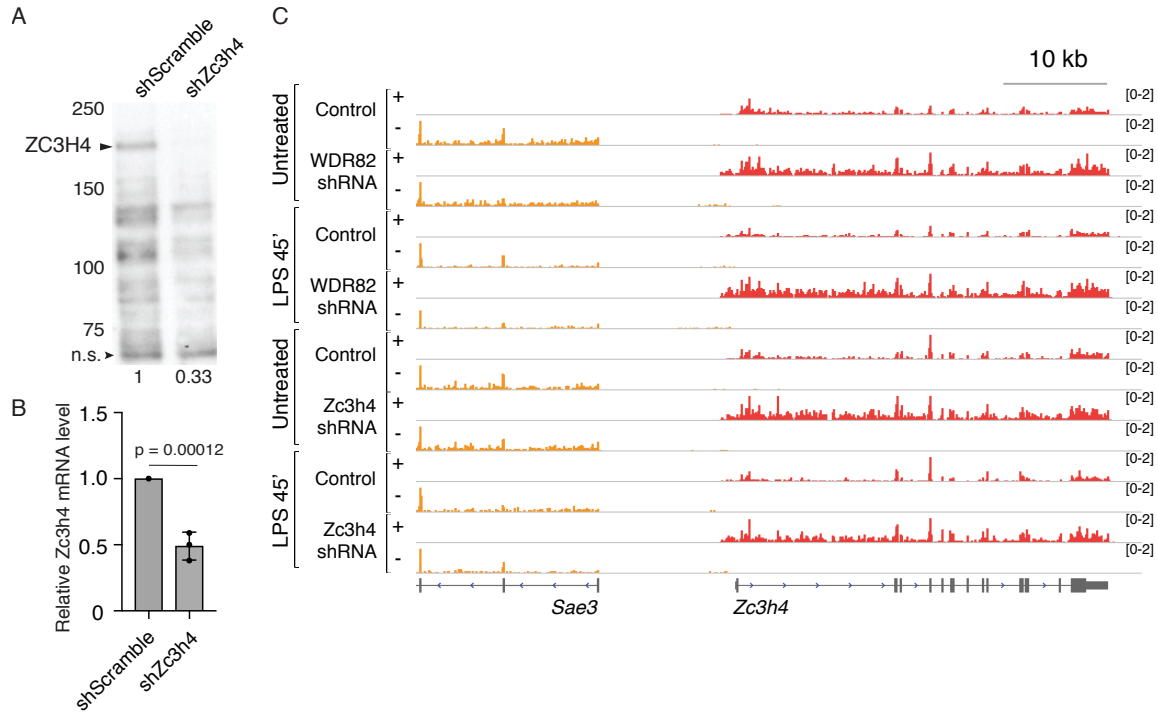 A
shScramble
shZc3h4
250
ZC3H4
150
100
75
n.s.
1 0.33
B
Relative Zc3h4 mRNA level
1.5
1.0
0.5
0
p = 0.00012
shScramble
shZc3h4
C
10 kb
Untreated
Control
+ [0-2]
- [0-2]
WDR82
shRNA
+ [0-2]
- [0-2]
LPS 45'
Control
+ [0-2]
- [0-2]
WDR82
shRNA
+ [0-2]
- [0-2]
Untreated
Control
+ [0-2]
- [0-2]
Zc3h4
shRNA
+ [0-2]
- [0-2]
LPS 45'
Control
+ [0-2]
- [0-2]
Zc3h4
shRNA
+ [0-2]
- [0-2]
Sae3 Zc3h4